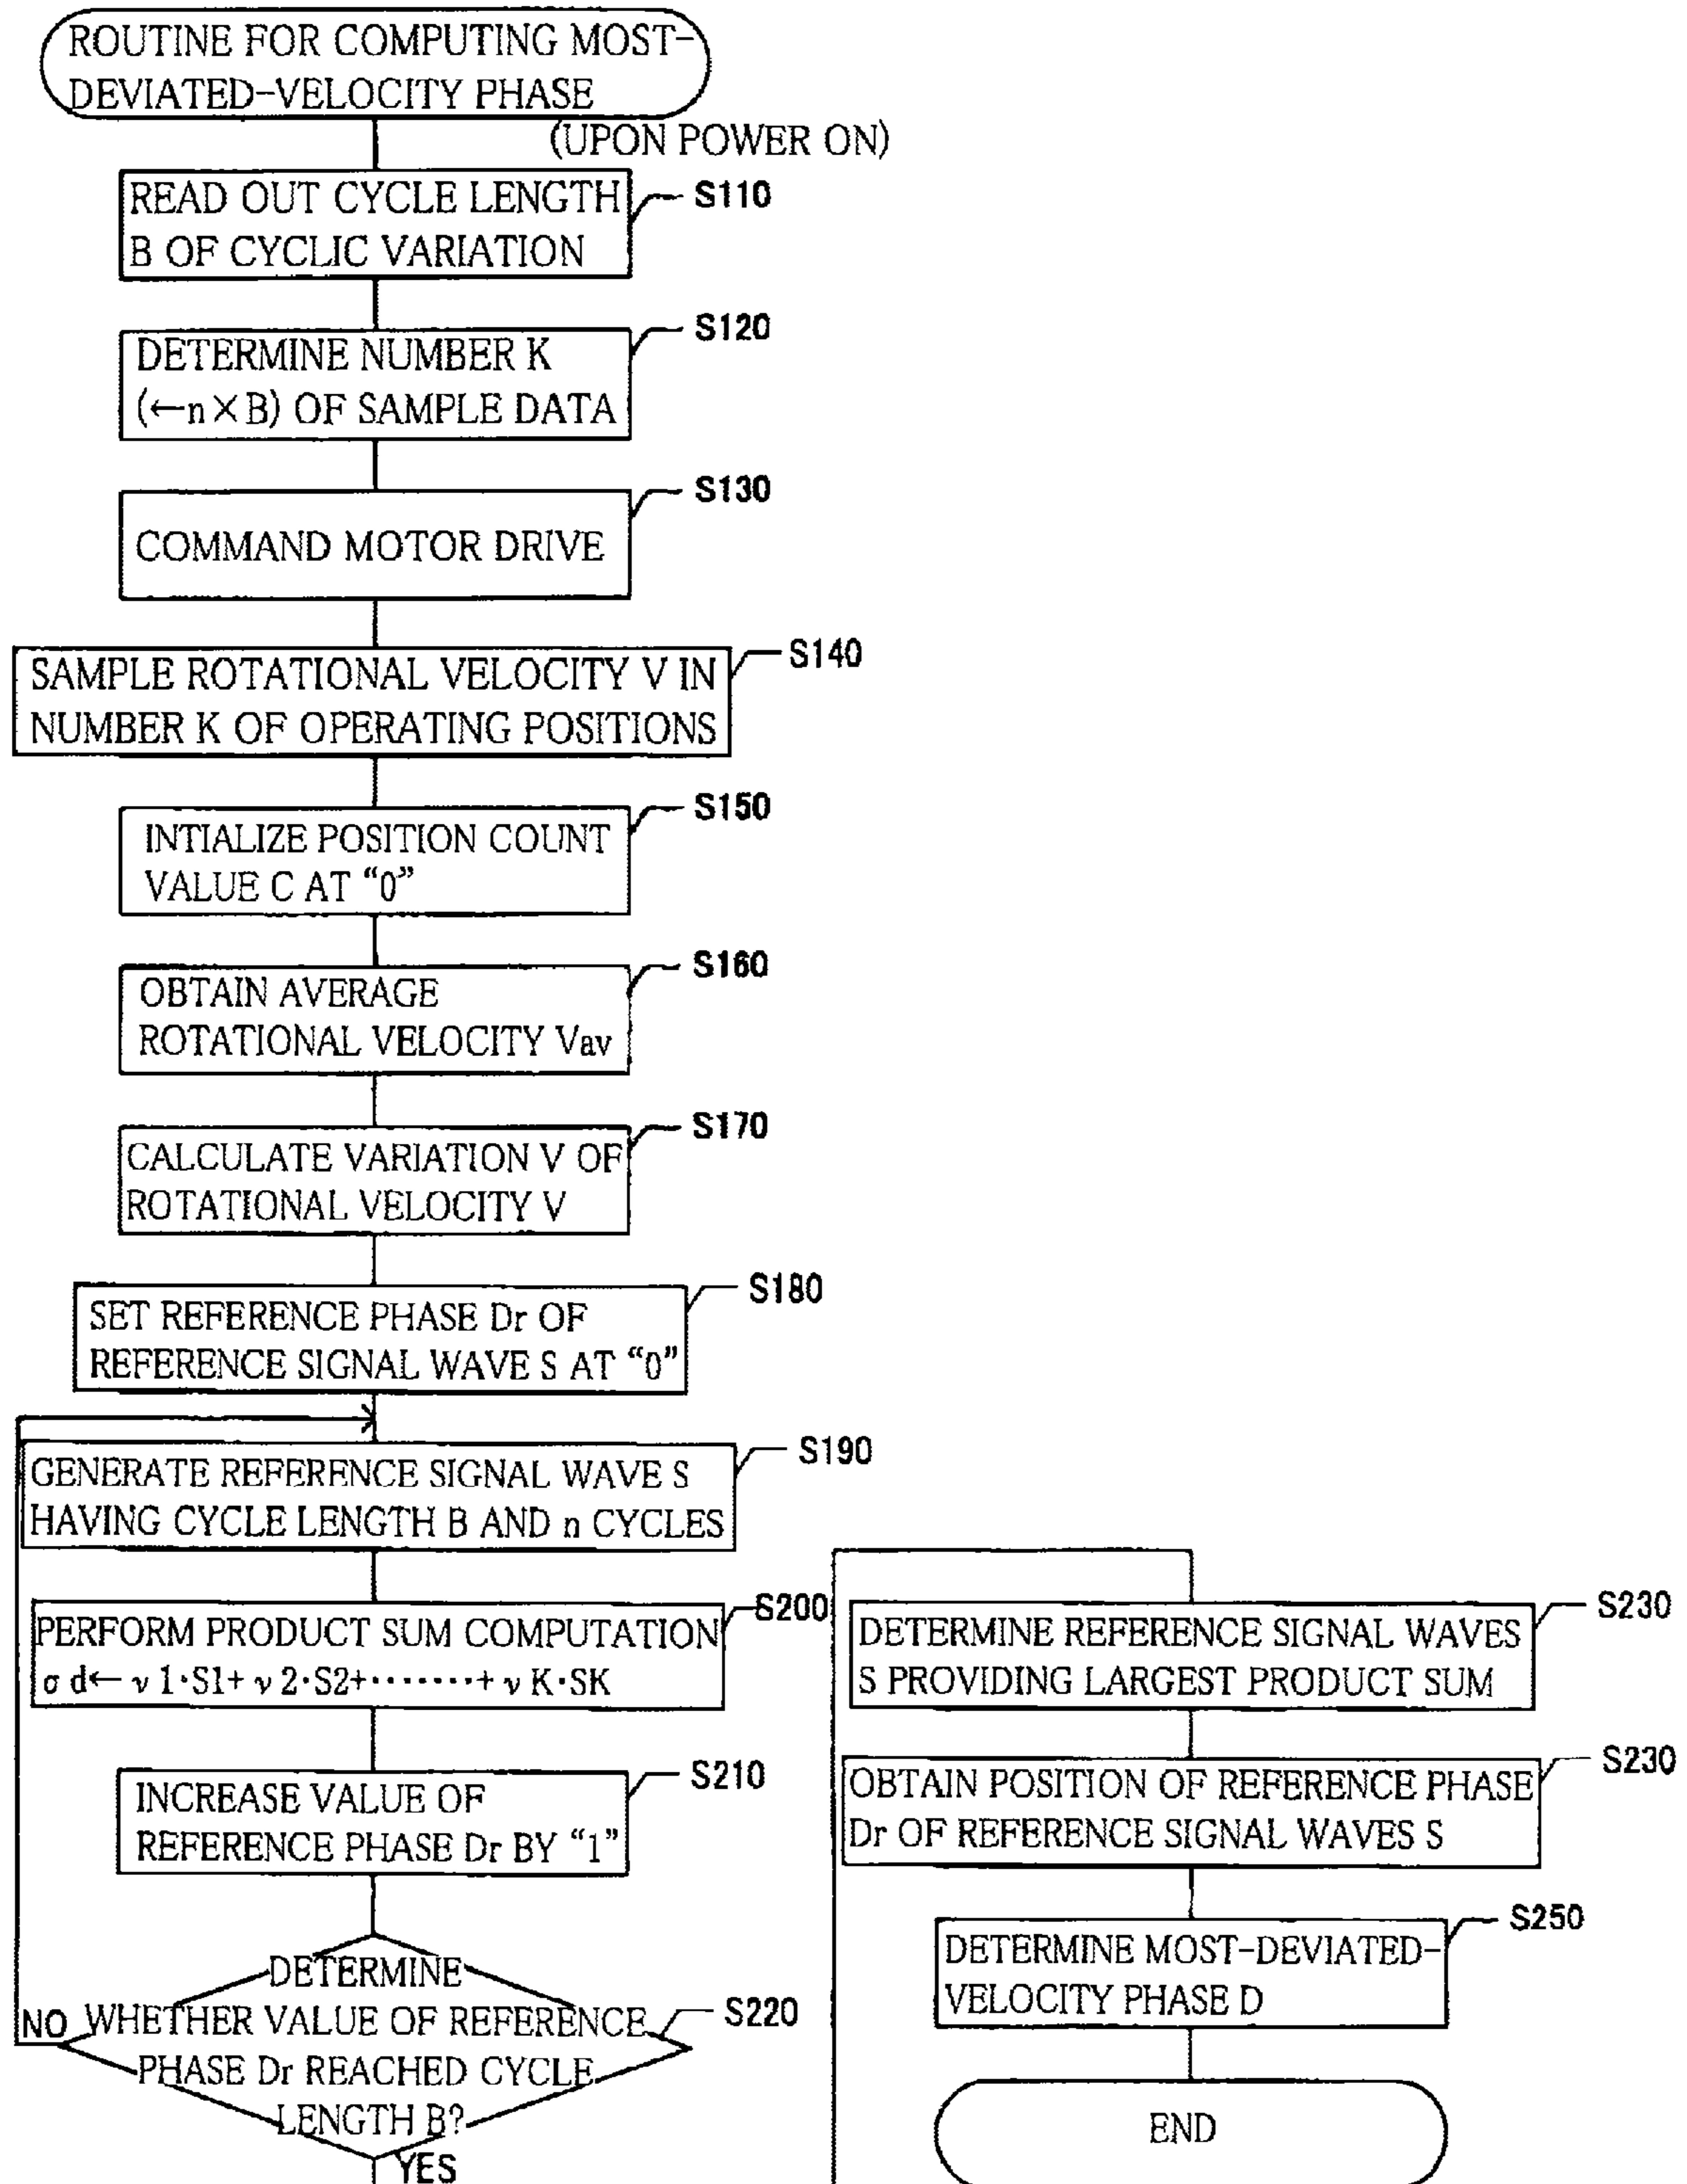 ROUTINE FOR COMPUTING MOST-
DEVIATED-VELOCITY PHASE
(UPON POWER ON)
READ OUT CYCLE LENGTH
B OF CYCLIC VARIATION
S110
DETERMINE NUMBER K
(←n×B) OF SAMPLE DATA
S120
COMMAND MOTOR DRIVE
S130
SAMPLE ROTATIONAL VELOCITY V IN
NUMBER K OF OPERATING POSITIONS
S140
INTIALIZE POSITION COUNT
VALUE C AT “0”
S150
OBTAIN AVERAGE
ROTATIONAL VELOCITY Vav
S160
CALCULATE VARIATION V OF
ROTATIONAL VELOCITY V
S170
SET REFERENCE PHASE Dr OF
REFERENCE SIGNAL WAVE S AT “0”
S180
GENERATE REFERENCE SIGNAL WAVE S
HAVING CYCLE LENGTH B AND n CYCLES
S190
PERFORM PRODUCT SUM COMPUTATION
σ d← ν 1·S1+ ν 2·S2+········+ ν K·SK
S200
INCREASE VALUE OF
REFERENCE PHASE Dr BY “1”
S210
DETERMINE
WHETHER VALUE OF REFERENCE
PHASE Dr REACHED CYCLE
LENGTH B?
S220
NO
YES
DETERMINE REFERENCE SIGNAL WAVES
S PROVIDING LARGEST PRODUCT SUM
S230
OBTAIN POSITION OF REFERENCE PHASE
Dr OF REFERENCE SIGNAL WAVES S
S230
DETERMINE MOST-DEVIATED-
VELOCITY PHASE D
S250
END